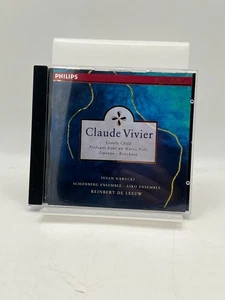 PHILIPS
Claude Vivier
Lonely Child
Prologue pour un Marco Polo
Zipangu · Bouchara
SUSAN NARUCKI
SCHÖNBERG ENSEMBLE · ASKO ENSEMBLE
REINBERT DE LEEUW